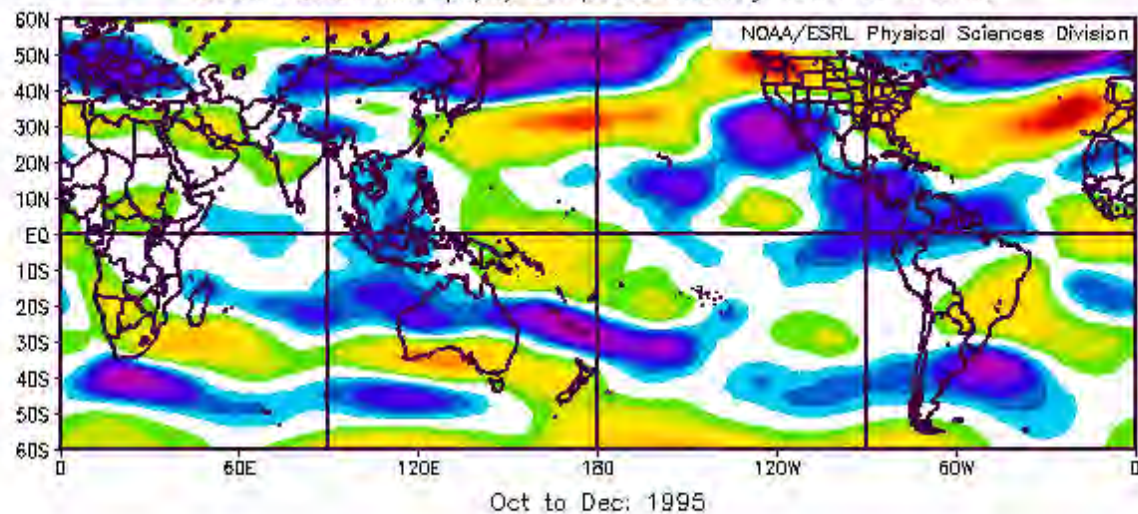 60N
NOAA/ESRL Physical Sciences Division
50N
40N
30N
20N
10N
EQ
10S
20S
30S
40S
50S
60S
0 60E 120E 180 120W 60W 0
Oct to Dec: 1995